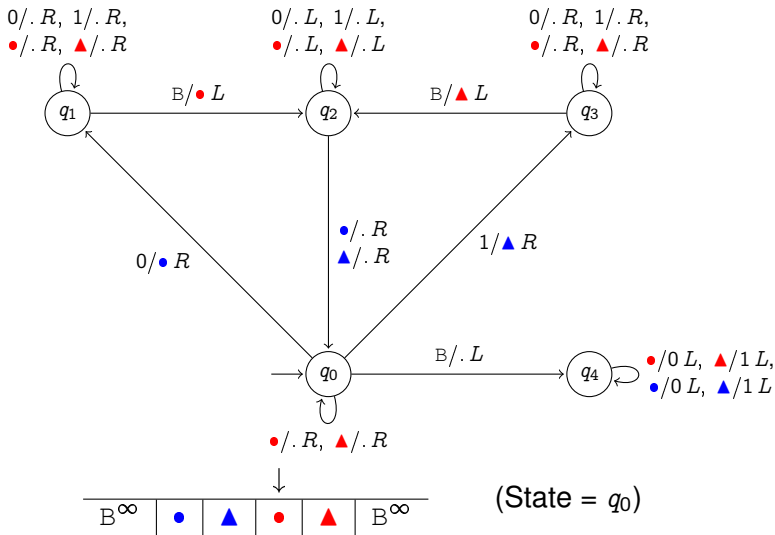 0/. R, 1/. R,
●/. R, ▲/. R
0/. L, 1/. L,
●/. L, ▲/. L
0/. R, 1/. R,
●/. R, ▲/. R
B/● L
B/▲ L
q1
q2
q3
●/. R
▲/. R
0/● R
1/▲ R
B/. L
q0
q4
●/0 L, ▲/1 L,
●/0 L, ▲/1 L
●/. R, ▲/. R
(State = q0)
B∞ ● ▲ ● ▲ B∞